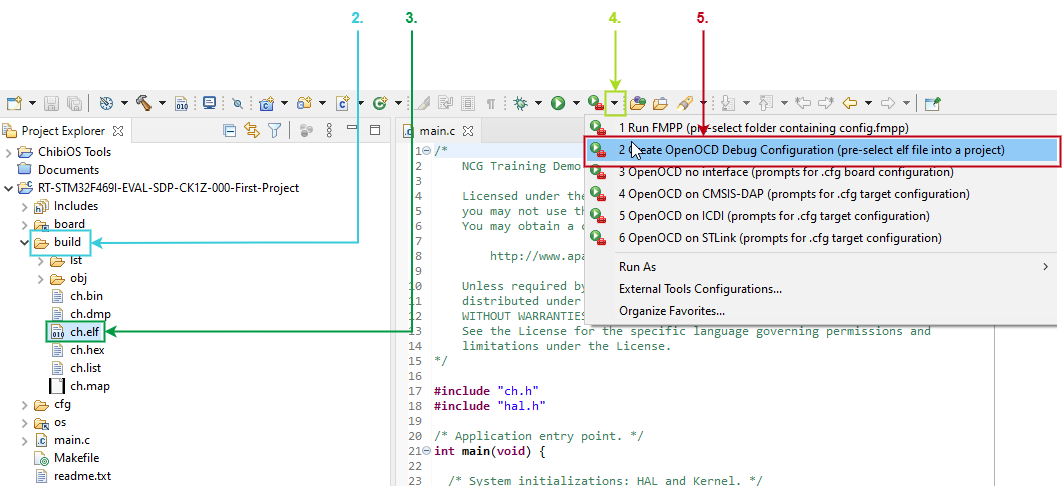 2.
3.
4.
5.
Project Explorer
ChibiOS Tools
Documents
RT-STM32F469I-EVAL-SDP-CK1Z-000-First-Project
Includes
board
build
lst
obj
ch.bin
ch.dmp
ch.elf
ch.hex
ch.list
ch.map
cfg
os
main.c
Makefile
readme.txt
main.c
1 /*
2 NCG Training Demo
3
4 Licensed under the
5 you may not use th
6 You may obtain a c
7
8 http://www.apa
9
10 Unless required by
11 distributed under
12 WITHOUT WARRANTIES
13 See the License for the specific language governing permissions and
14 limitations under the License.
15 */
16
17 #include "ch.h"
18 #include "hal.h"
19
20 /* Application entry point. */
21 int main(void) {
22
23 /* System initializations: HAL and Kernel. */
1 Run FMPP (pre-select folder containing config.fmpp)
2 Create OpenOCD Debug Configuration (pre-select elf file into a project)
3 OpenOCD no interface (prompts for .cfg board configuration)
4 OpenOCD on CMSIS-DAP (prompts for .cfg target configuration)
5 OpenOCD on ICDI (prompts for .cfg target configuration)
6 OpenOCD on STLink (prompts for .cfg target configuration)
Run As
External Tools Configurations...
Organize Favorites...